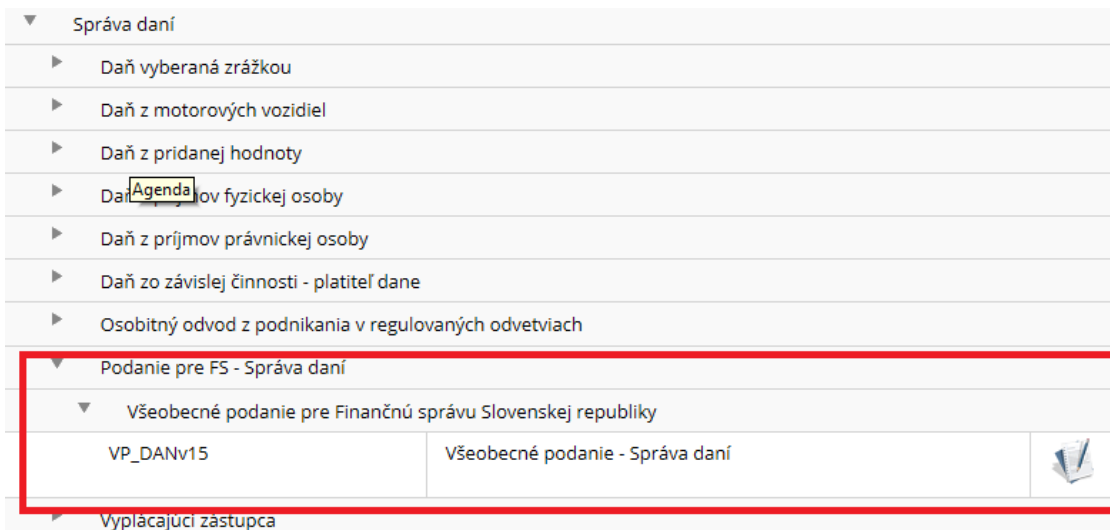 Správa daní
Daň vyberaná zrážkou
Daň z motorových vozidiel
Daň z pridanej hodnoty
Agenda
ov fyzickej osoby
Daň z príjmov právnickej osoby
Daň zo závislej činnosti - platiteľ dane
Osobitný odvod z podnikania v regulovaných odvetviach
Podanie pre FS - Správa daní
Všeobecné podanie pre Finančnú správu Slovenskej republiky
VP_DANv15 Všeobecné podanie - Správa daní
Vyplácajúci zástupca